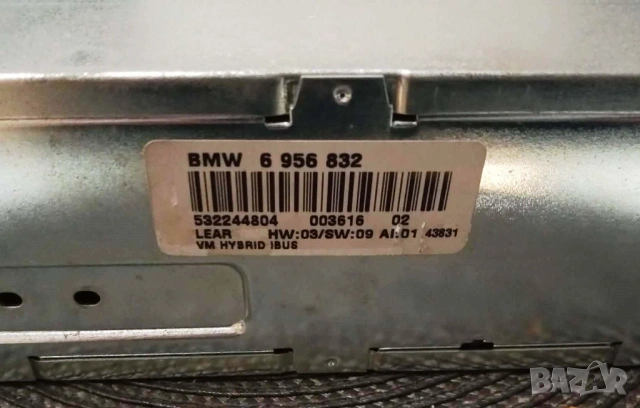 BMW 6 956 832
532244804 003616 02
LEAR HW:03/SW:09 AI:01 43831
VM HYBRID IBUS
BAZAR